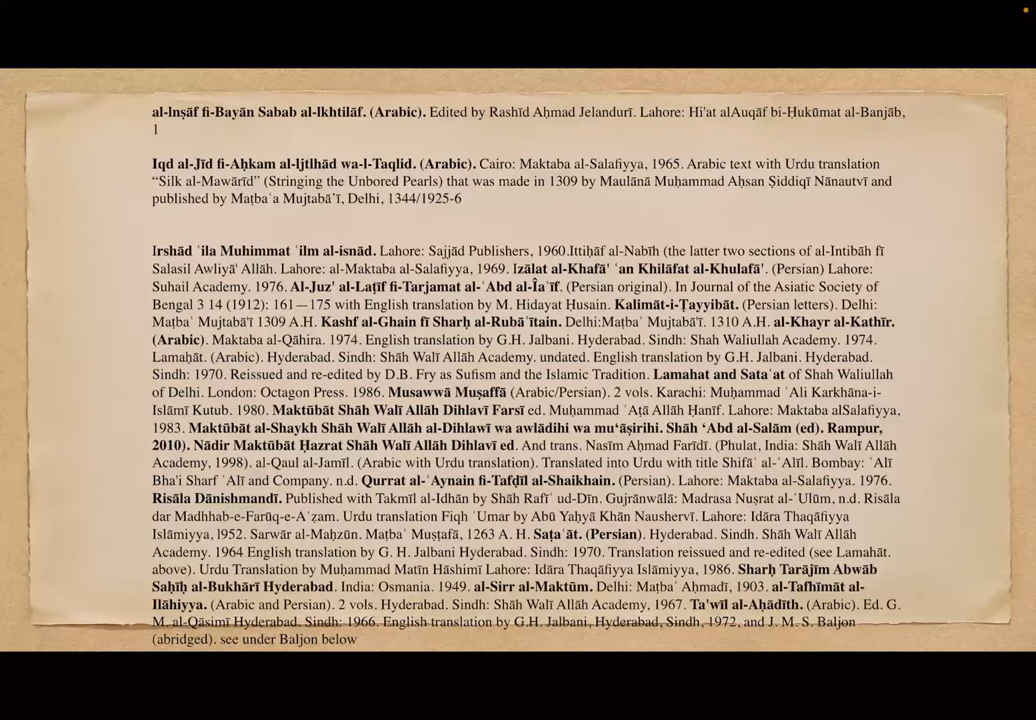 al-lnṣāf fi-Bayān Sabab al-lkhtilāf. (Arabic). Edited by Rashīd Aḥmad Jelandurī. Lahore: Hi'at alAuqāf bi-Ḥukūmat al-Banjāb,
1
Iqd al-Jīd fi-Aḥkam al-ljtlhād wa-l-Taqlid. (Arabic). Cairo: Maktaba al-Salafiyya, 1965. Arabic text with Urdu translation
“Silk al-Mawārīd” (Stringing the Unbored Pearls) that was made in 1309 by Maulānā Muḥammad Aḥsan Ṣiddiqī Nānautvī and
published by Maṭbaʿa Mujtabā’ī, Delhi, 1344/1925-6
Irshād ʿila Muhimmat ʿilm al-isnād. Lahore: Sajjād Publishers, 1960.Ittiḥāf al-Nabīh (the latter two sections of al-Intibāh fī
Salasil Awliyā' Allāh. Lahore: al-Maktaba al-Salafiyya, 1969. Izālat al-Khafā' ʿan Khilāfat al-Khulafā'. (Persian) Lahore:
Suhail Academy. 1976. Al-Juz' al-Laṭīf fi-Tarjamat al-ʿAbd al-Îaʿīf. (Persian original). In Journal of the Asiatic Society of
Bengal 3 14 (1912): 161—175 with English translation by M. Hidayat Ḥusain. Kalimāt-i-Ṭayyibāt. (Persian letters). Delhi:
Maṭbaʿ Mujtabā'ī 1309 A.H. Kashf al-Ghain fī Sharḥ al-Rubāʿītain. Delhi:Maṭbaʿ Mujtabā'ī. 1310 A.H. al-Khayr al-Kathīr.
(Arabic). Maktaba al-Qāhira. 1974. English translation by G.H. Jalbani. Hyderabad. Sindh: Shah Waliullah Academy. 1974.
Lamaḥāt. (Arabic). Hyderabad. Sindh: Shāh Walī Allāh Academy. undated. English translation by G.H. Jalbani. Hyderabad.
Sindh: 1970. Reissued and re-edited by D.B. Fry as Sufism and the Islamic Tradition. Lamahat and Sataʿat of Shah Waliullah
of Delhi. London: Octagon Press. 1986. Musawwā Muṣaffā (Arabic/Persian). 2 vols. Karachi: Muḥammad ʿAli Karkhāna-i-
Islāmī Kutub. 1980. Maktūbāt Shāh Walī Allāh Dihlavī Farsī ed. Muḥammad ʿAṭā Allāh Ḥanīf. Lahore: Maktaba alSalafiyya,
1983. Maktūbāt al-Shaykh Shāh Walī Allāh al-Dihlawī wa awlādihi wa mu‘āṣirihi. Shāh ‘Abd al-Salām (ed). Rampur,
2010). Nādir Maktūbāt Ḥazrat Shāh Walī Allāh Dihlavī ed. And trans. Nasīm Aḥmad Farīdī. (Phulat, India: Shāh Walī Allāh
Academy, 1998). al-Qaul al-Jamīl. (Arabic with Urdu translation). Translated into Urdu with title Shifāʾ al-ʿAlīl. Bombay: ʿAlī
Bha'i Sharf ʿAlī and Company. n.d. Qurrat al-ʿAynain fi-Tafḍīl al-Shaikhain. (Persian). Lahore: Maktaba al-Salafiyya. 1976.
Risāla Dānishmandī. Published with Takmīl al-Idhān by Shāh Rafīʿ ud-Dīn. Gujrānwālā: Madrasa Nuṣrat al-ʿUlūm, n.d. Risāla
dar Madhhab-e-Farūq-e-Aʿẓam. Urdu translation Fiqh ʿUmar by Abū Yaḥyā Khān Naushervī. Lahore: Idāra Thaqāfiyya
Islāmiyya, l952. Sarwār al-Maḥzūn. Maṭbaʿ Muṣṭafā, 1263 A. H. Saṭaʿāt. (Persian). Hyderabad. Sindh. Shāh Walī Allāh
Academy. 1964 English translation by G. H. Jalbani Hyderabad. Sindh: 1970. Translation reissued and re-edited (see Lamahāt.
above). Urdu Translation by Muḥammad Matīn Hāshimī Lahore: Idāra Thaqāfiyya Islāmiyya, 1986. Sharḥ Tarājīm Abwāb
Saḥīḥ al-Bukhārī Hyderabad. India: Osmania. 1949. al-Sirr al-Maktūm. Delhi: Maṭbaʿ Aḥmadī, 1903. al-Tafhīmāt al-
Ilāhiyya. (Arabic and Persian). 2 vols. Hyderabad. Sindh: Shāh Walī Allāh Academy, 1967. Ta'wīl al-Aḥādīth. (Arabic). Ed. G.
M. al-Qāsimī Hyderabad. Sindh: 1966. English translation by G.H. Jalbani, Hyderabad, Sindh, 1972, and J. M. S. Baljon
(abridged). see under Baljon below